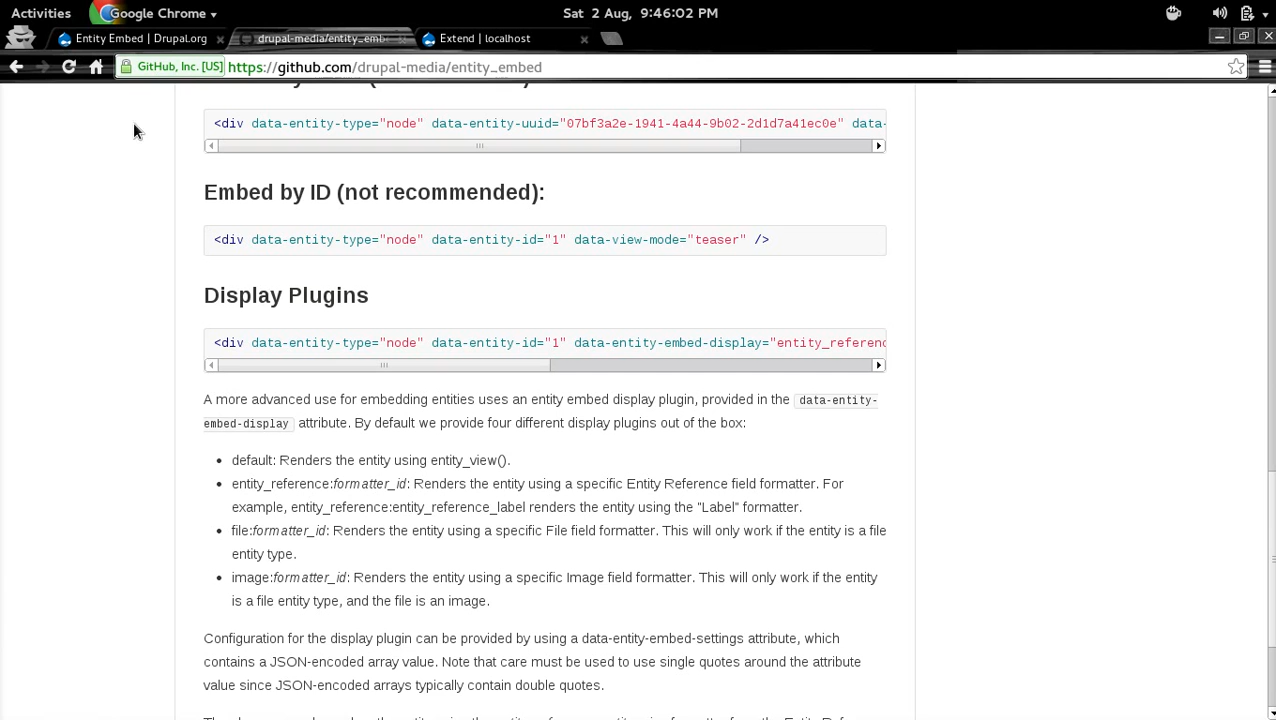 Activities
Google Chrome
Sat 2 Aug, 9:46:02 PM
Entity Embed | Drupal.org
drupal-media/entity_emb
Extend | localhost
GitHub, Inc. [US]
https://github.com/drupal-media/entity_embed
<div data-entity-type="node" data-entity-uuid="07bf3a2e-1941-4a44-9b02-2d1d7a41ec0e" data-
Embed by ID (not recommended):
<div data-entity-type="node" data-entity-id="1" data-view-mode="teaser" />
Display Plugins
<div data-entity-type="node" data-entity-id="1" data-entity-embed-display="entity_referenc
A more advanced use for embedding entities uses an entity embed display plugin, provided in the data-entity-
embed-display attribute. By default we provide four different display plugins out of the box:
• default: Renders the entity using entity_view().
• entity_reference:formatter_id: Renders the entity using a specific Entity Reference field formatter. For
example, entity_reference:entity_reference_label renders the entity using the "Label" formatter.
• file:formatter_id: Renders the entity using a specific File field formatter. This will only work if the entity is a file
entity type.
• image:formatter_id: Renders the entity using a specific Image field formatter. This will only work if the entity
is a file entity type, and the file is an image.
Configuration for the display plugin can be provided by using a data-entity-embed-settings attribute, which
contains a JSON-encoded array value. Note that care must be used to use single quotes around the attribute
value since JSON-encoded arrays typically contain double quotes.